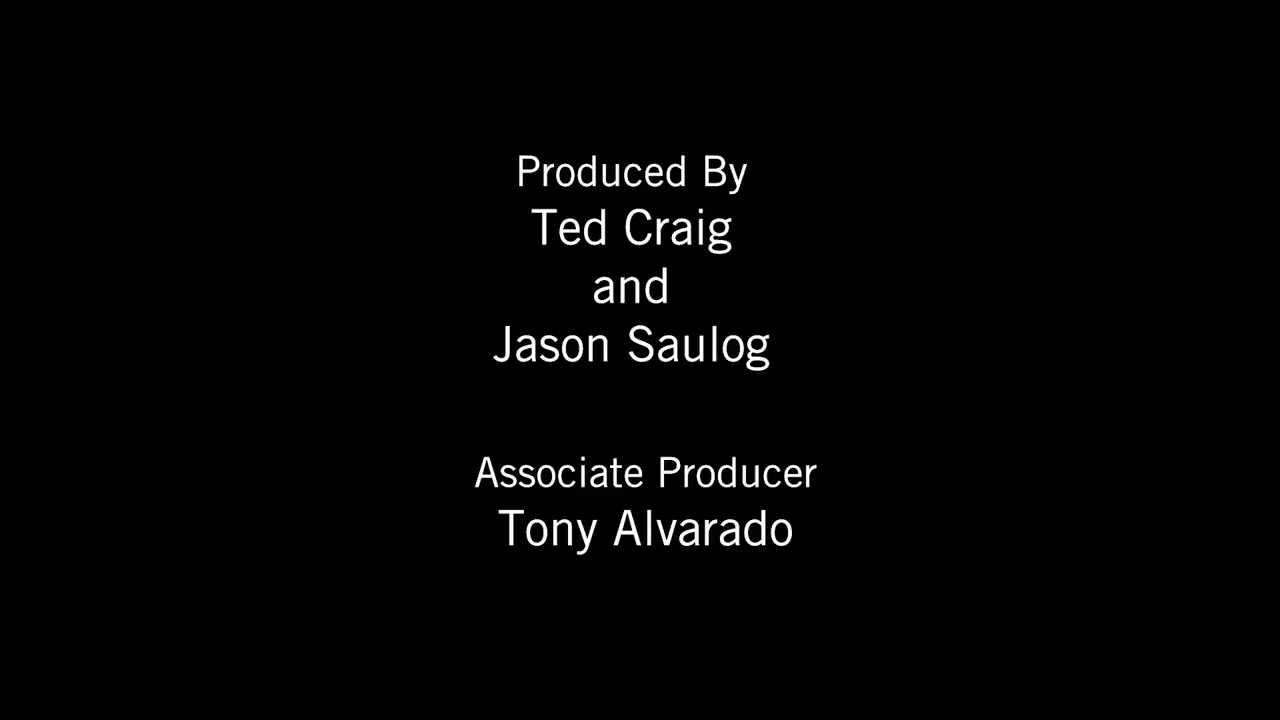 Produced By
Ted Craig
and
Jason Saulog
Associate Producer
Tony Alvarado